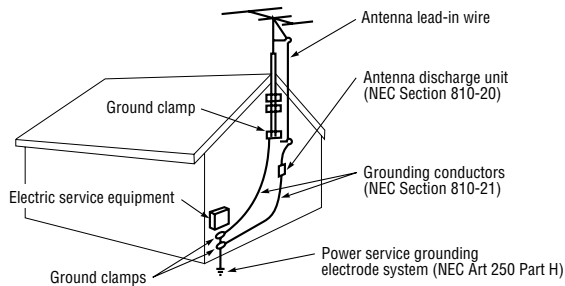 Antenna lead-in wire
Antenna discharge unit
(NEC Section 810-20)
Ground clamp
Grounding conductors
(NEC Section 810-21)
Electric service equipment
Ground clamps
Power service grounding
electrode system (NEC Art 250 Part H)